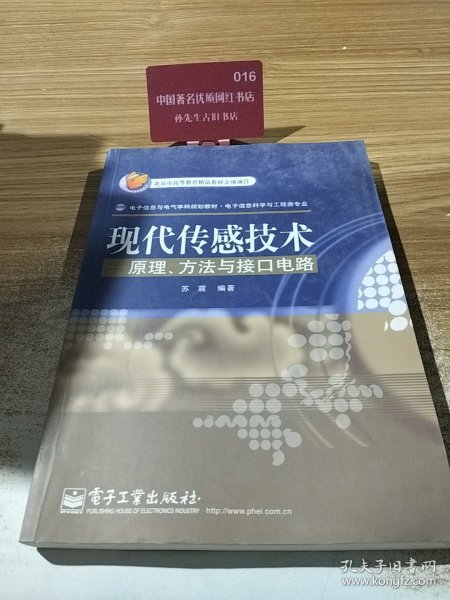 016
中国著名优质网红书店
孙先生古旧书店
北京市高等教育精品教材立项项目
电子信息与电气学科规划教材·电子信息科学与工程类专业
现代传感技术
原理、方法与接口电路
苏 震 编著
电子工业出版社
PUBLISHING HOUSE OF ELECTRONICS INDUSTRY
http://www.phei.com.cn
孔夫子旧书网
www.kongfz.com